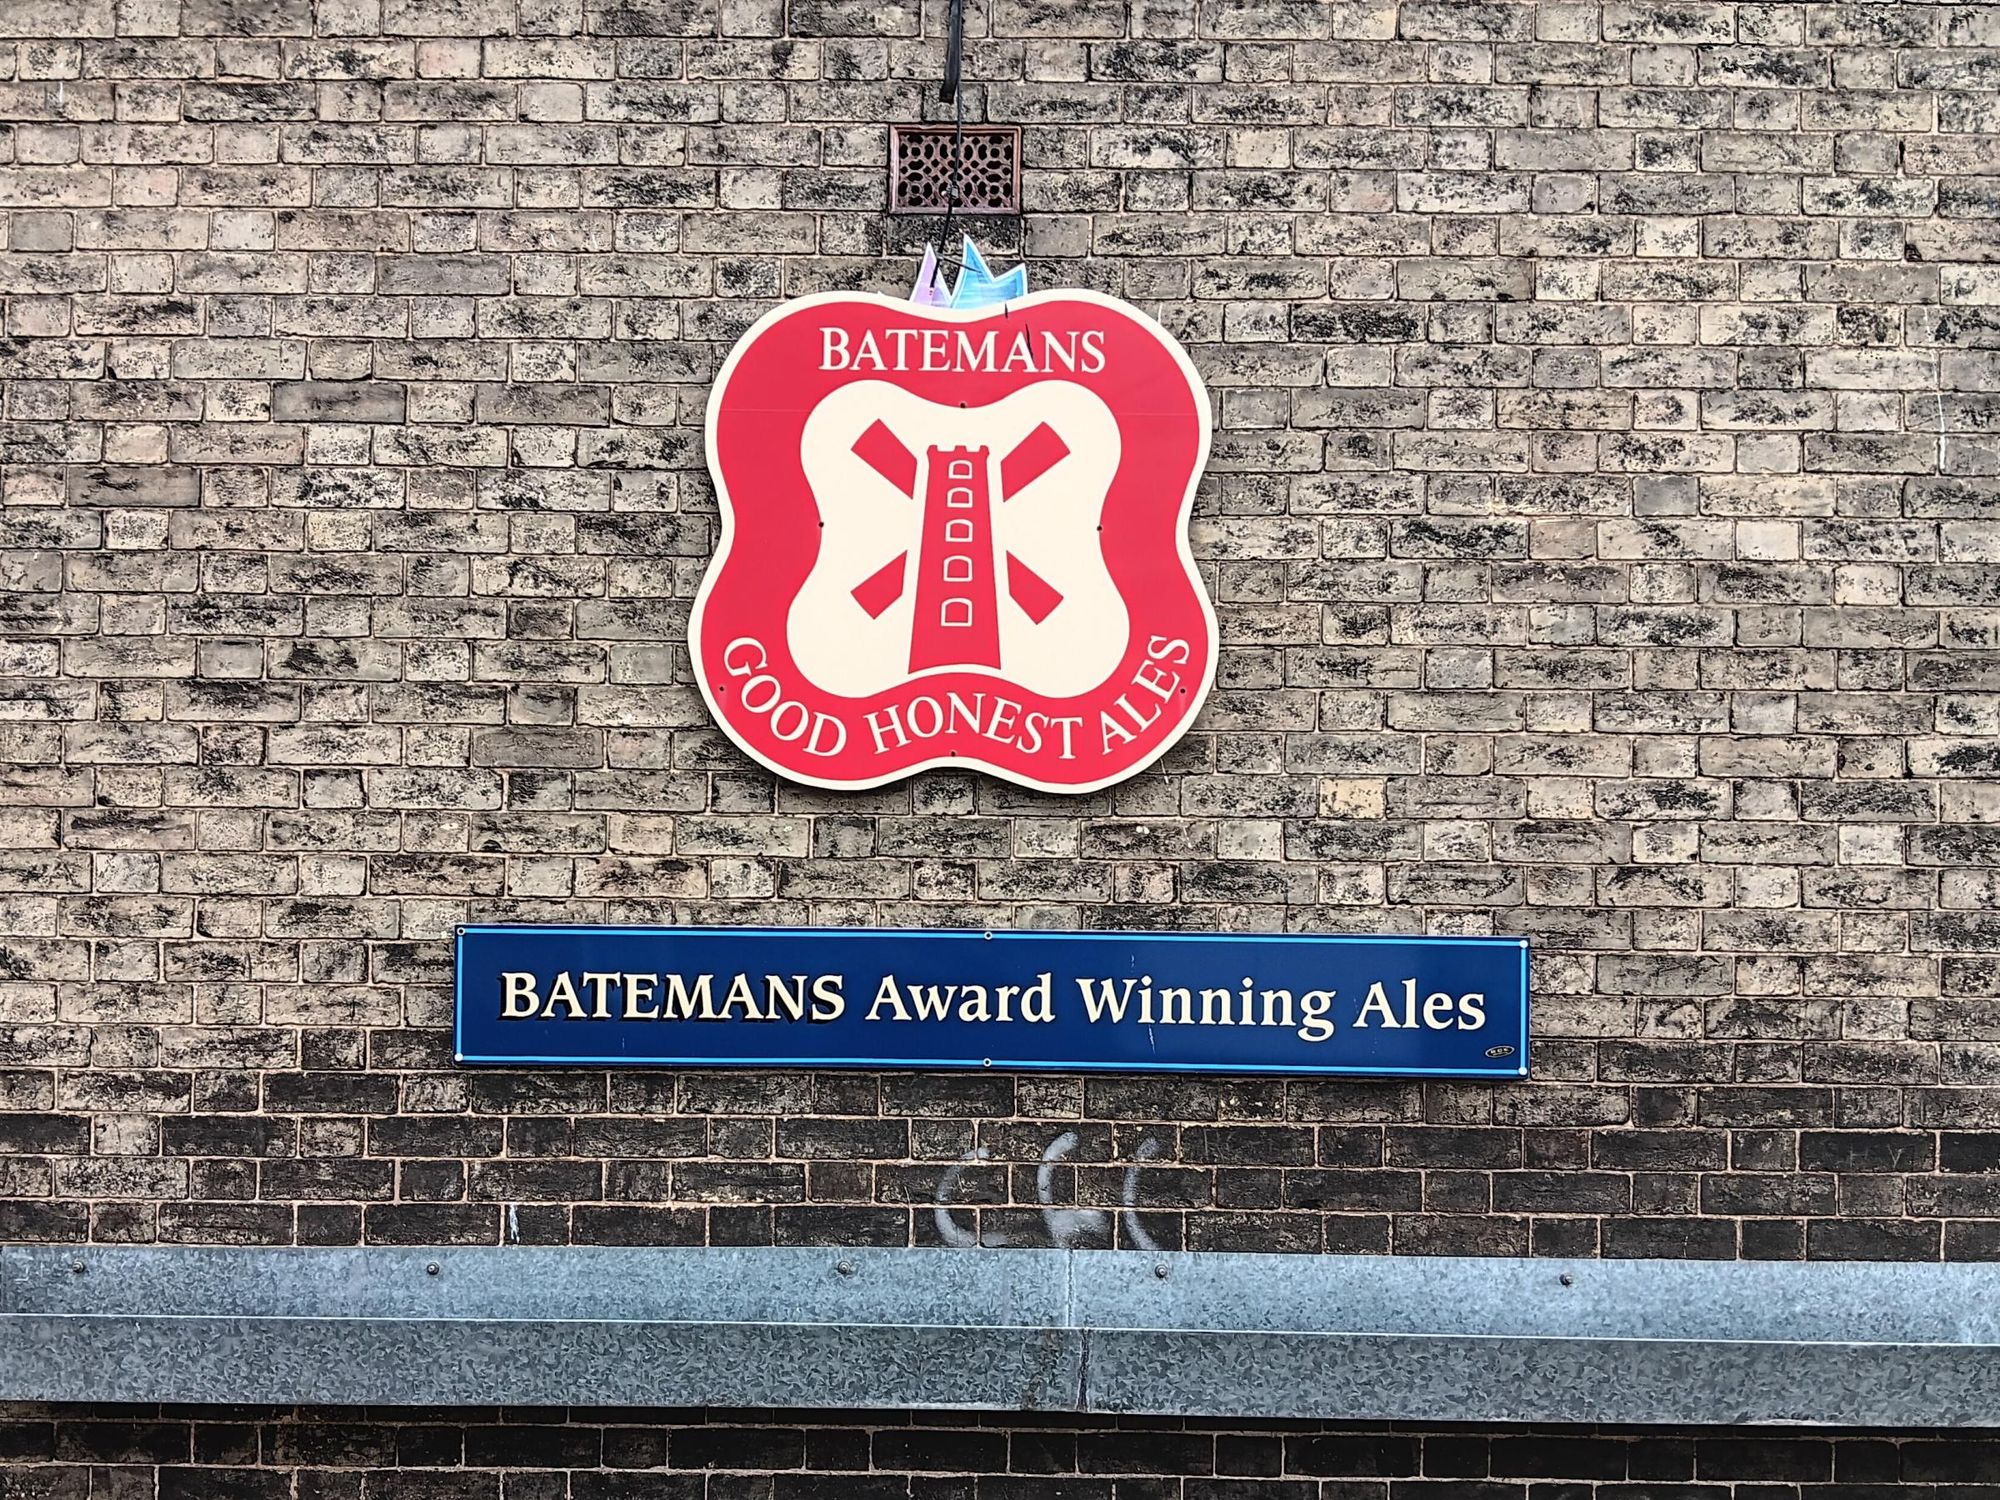 BATEMANS
GOOD HONEST ALES
BATEMANS Award Winning Ales